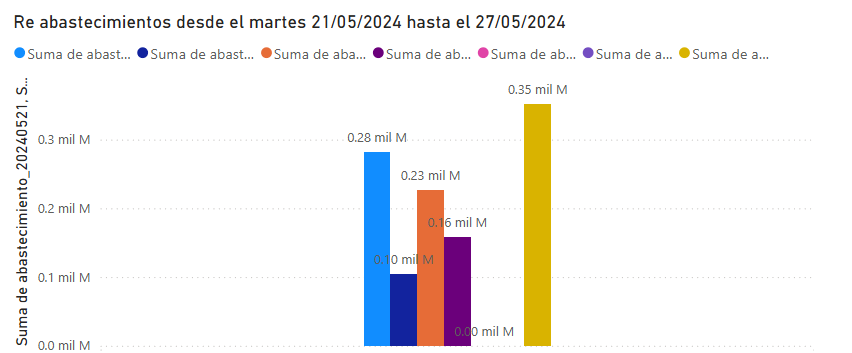 Re abastecimientos desde el martes 21/05/2024 hasta el 27/05/2024
Suma de abast... Suma de abast... Suma de aba... Suma de aba... Suma de ab... Suma de a... Suma de a...
Suma de abastecimiento_20240521, S...
0.3 mil M
0.2 mil M
0.1 mil M
0.0 mil M
0.28 mil M
0.10 mil M
0.23 mil M
0.16 mil M
0.00 mil M
0.35 mil M